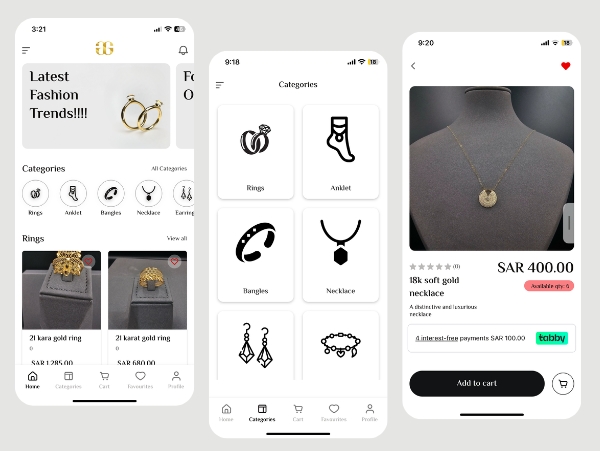 3:21
Latest
Fashion
Trends!!!!
Fo
O
Categories
All Categories
Rings
Anklet
Bangles
Necklace
Earring
Rings
View all
21 kara gold ring
0
SAR 1,285.00
21 karat gold ring
0
SAR 680.00
Home
Categories
Cart
Favourites
Profile
9:18
18
Categories
Rings
Anklet
Bangles
Necklace
Home
Categories
Cart
Favourites
Profile
9:20
18
(0)
SAR 400.00
18k soft gold
necklace
Available qty: 6
A distinctive and luxurious
necklace
4 interest-free payments SAR 100.00
tabby
Add to cart